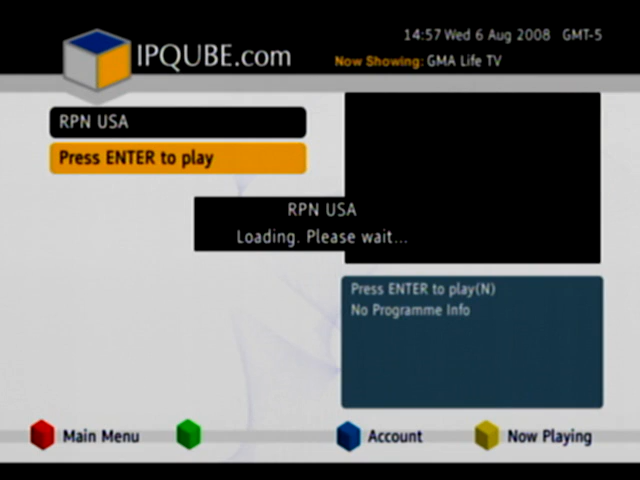 IPQUBE.com
14:57 Wed 6 Aug 2008 GMT-5
Now Showing: GMA Life TV
RPN USA
Press ENTER to play
RPN USA
Loading. Please wait...
Press ENTER to play(N)
No Programme Info
Main Menu
Account
Now Playing